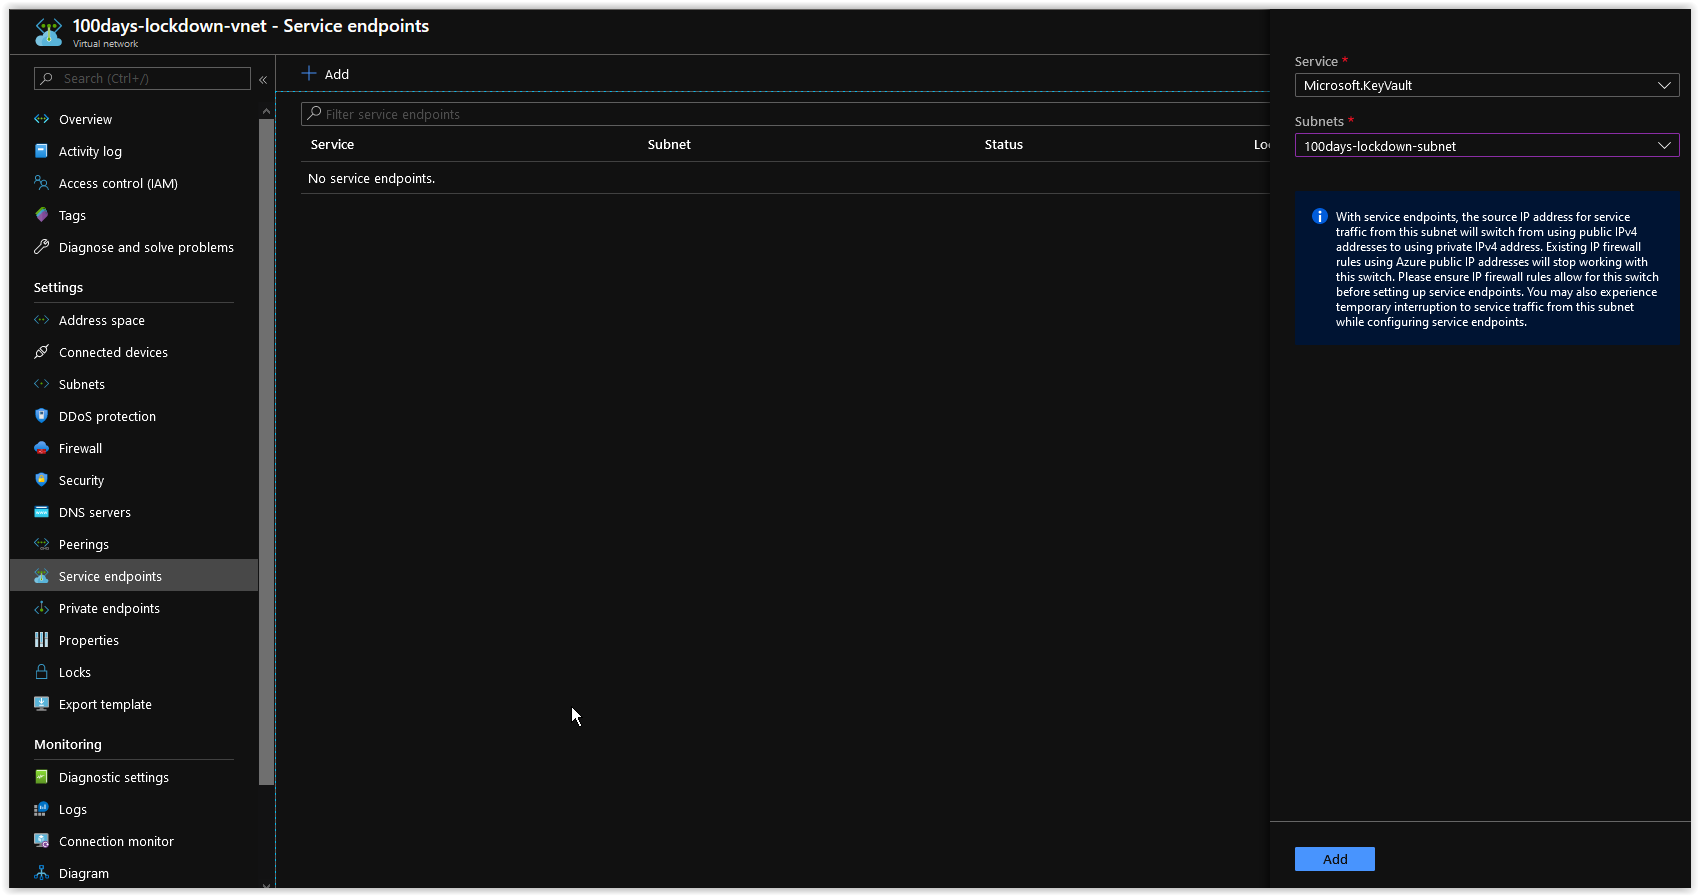 100days-lockdown-vnet - Service endpoints
Virtual network
Search (Ctrl+/)
«
Overview
Activity log
Access control (IAM)
Tags
Diagnose and solve problems
Settings
Address space
Connected devices
Subnets
DDoS protection
Firewall
Security
DNS servers
Peerings
Service endpoints
Private endpoints
Properties
Locks
Export template
Monitoring
Diagnostic settings
Logs
Connection monitor
Diagram
Add
Filter service endpoints
Service Subnet Status Loc
No service endpoints.
Service *
Microsoft.KeyVault
Subnets *
100days-lockdown-subnet
With service endpoints, the source IP address for service
traffic from this subnet will switch from using public IPv4
addresses to using private IPv4 address. Existing IP firewall
rules using Azure public IP addresses will stop working with
this switch. Please ensure IP firewall rules allow for this switch
before setting up service endpoints. You may also experience
temporary interruption to service traffic from this subnet
while configuring service endpoints.
Add